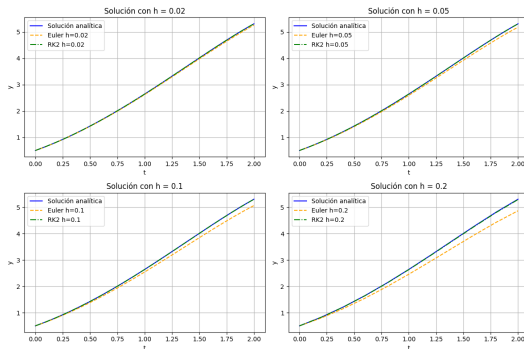 Solución con h = 0.02
Solución analítica
Euler h=0.02
RK2 h=0.02
y
5
4
3
2
1
0.00 0.25 0.50 0.75 1.00 1.25 1.50 1.75 2.00
t
Solución con h = 0.05
Solución analítica
Euler h=0.05
RK2 h=0.05
y
5
4
3
2
1
0.00 0.25 0.50 0.75 1.00 1.25 1.50 1.75 2.00
t
Solución con h = 0.1
Solución analítica
Euler h=0.1
RK2 h=0.1
y
5
4
3
2
1
0.00 0.25 0.50 0.75 1.00 1.25 1.50 1.75 2.00
t
Solución con h = 0.2
Solución analítica
Euler h=0.2
RK2 h=0.2
y
5
4
3
2
1
0.00 0.25 0.50 0.75 1.00 1.25 1.50 1.75 2.00
t